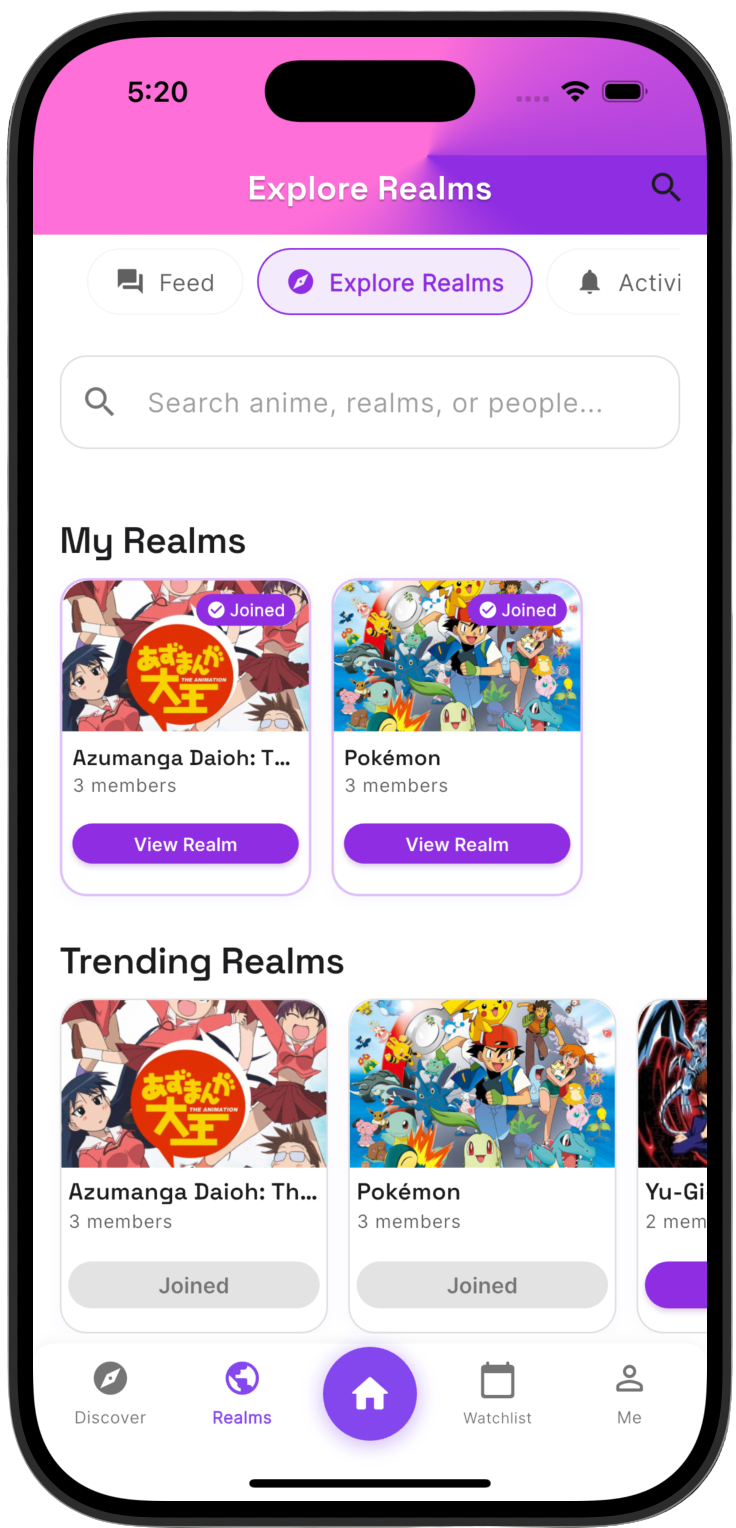 5:20
Explore Realms
Feed
Explore Realms
Activi
Search anime, realms, or people...
My Realms
Joined
Joined
あずまんが
大王
THE ANIMATION
Azumanga Daioh: T...
Pokémon
3 members
3 members
View Realm
View Realm
Trending Realms
あずまんが
大王
THE ANIMATION
Azumanga Daioh: Th...
Pokémon
Yu-Gi
3 members
3 members
2 mem
Joined
Joined
Discover
Realms
Watchlist
Me